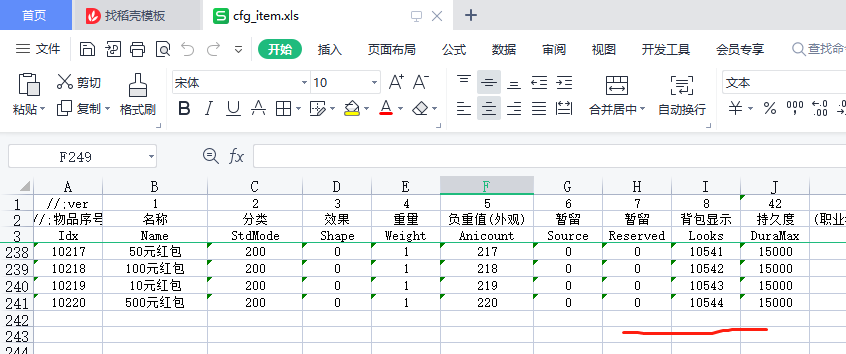 首页 找稻壳模板 cfg_item.xls
文件 开始 插入 页面布局 公式 数据 审阅 视图 开发工具 会员专享 查找命
剪切 宋体 10 A+ A- 文本
粘贴 复制 格式刷 B I U A 合并居中 自动换行 ¥ % 000 ←.0 .00 .00
F249 fx
A B C D E F G H I J
1 //;ver 1 2 3 4 5 6 7 8 42
2 //;物品序号 名称 分类 效果 重量 负重值(外观) 暂留 暂留 背包显示 持久度 (职业
3 Idx Name StdMode Shape Weight Anicount Source Reserved Looks DuraMax
238 10217 50元红包 200 0 1 217 0 0 10541 15000
239 10218 100元红包 200 0 1 218 0 0 10542 15000
240 10219 10元红包 200 0 1 219 0 0 10543 15000
241 10220 500元红包 200 0 1 220 0 0 10544 15000
242
243
244